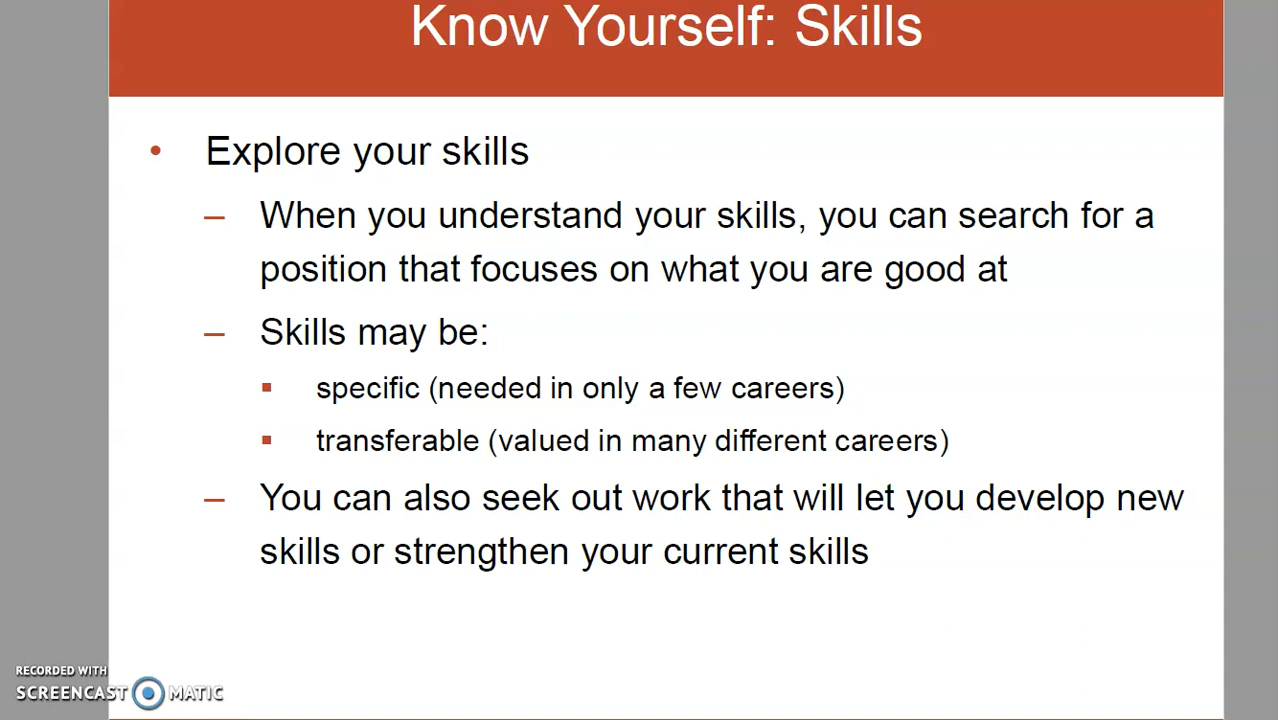 Know Yourself: Skills
• Explore your skills
– When you understand your skills, you can search for a
position that focuses on what you are good at
– Skills may be:
▪ specific (needed in only a few careers)
▪ transferable (valued in many different careers)
– You can also seek out work that will let you develop new
skills or strengthen your current skills
RECORDED WITH
SCREENCAST MATIC